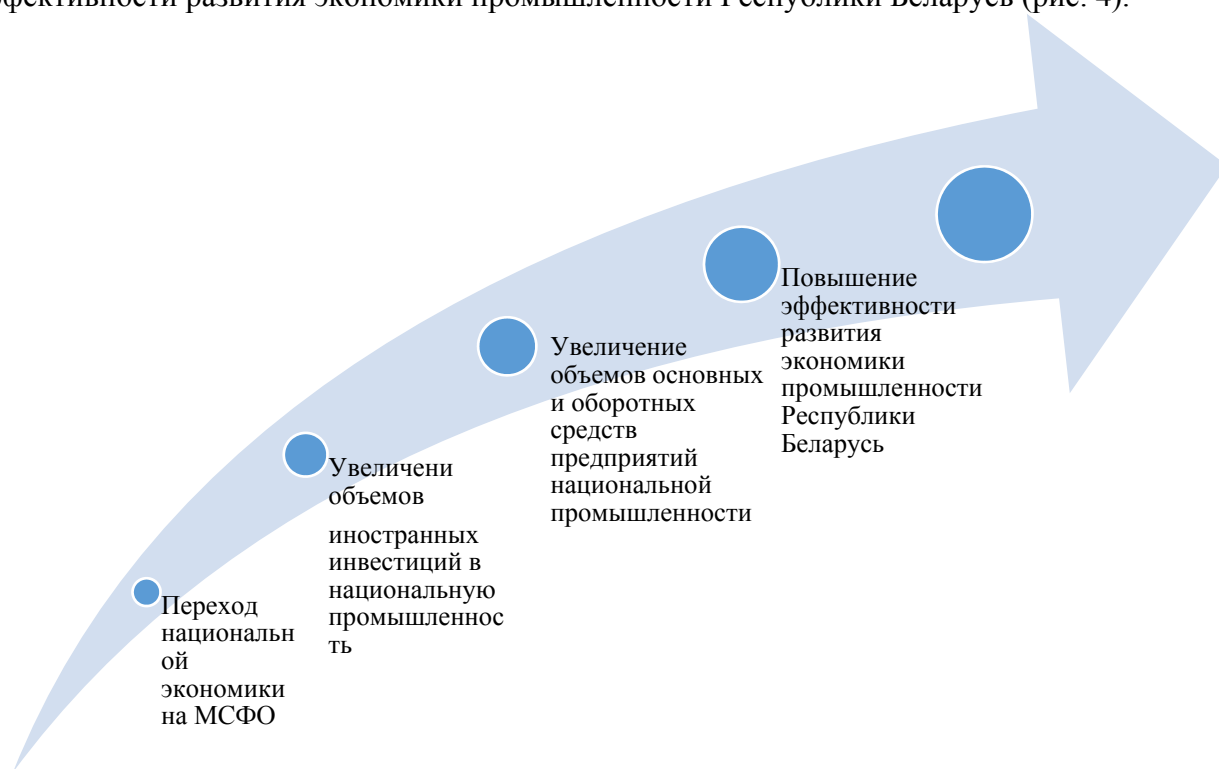 фективности развития экономики промышленности Республики Беларусь (рис. 4).
Повышение
эффективности
развития
экономики
промышленности
Республики
Беларусь
Увеличение
объемов основных
и оборотных
средств
предприятий
национальной
промышленности
Увеличени
объемов
иностранных
инвестиций в
национальную
промышленнос
ть
Переход
национальн
ой
экономики
на МСФО